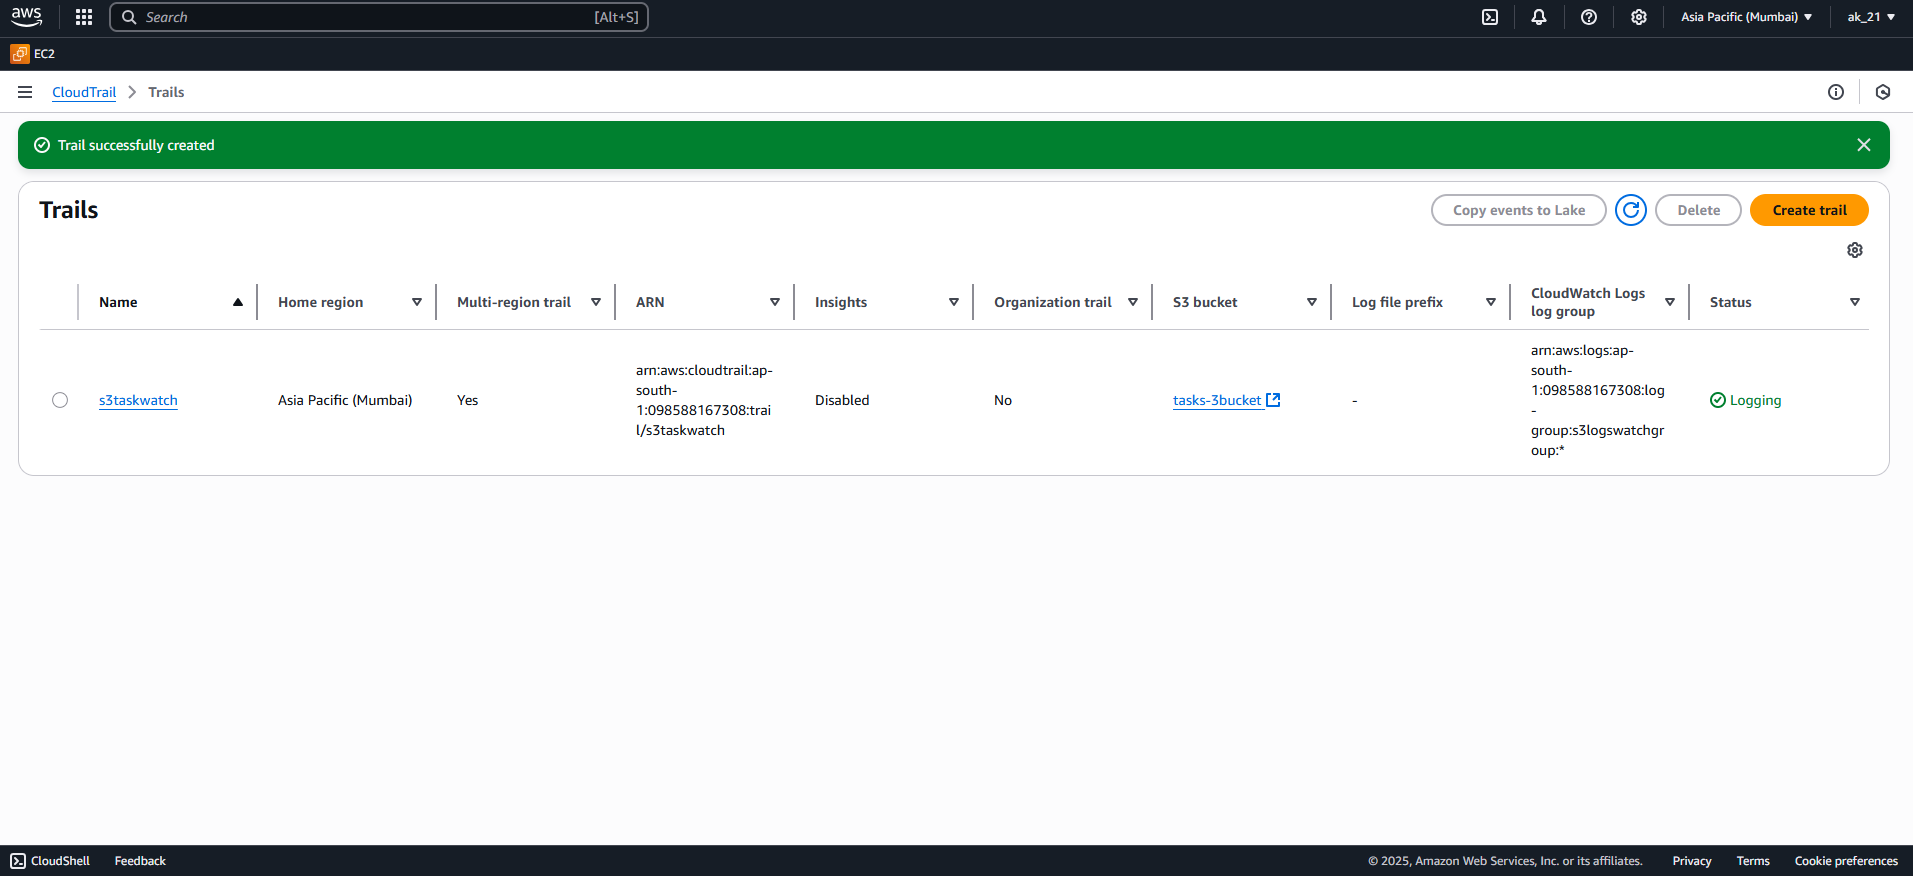 aws
Search
[Alt+S]
Asia Pacific (Mumbai)
ak_21
EC2
CloudTrail
Trails
Trail successfully created
Trails
Copy events to Lake
Delete
Create trail
Name
Home region
Multi-region trail
ARN
Insights
Organization trail
S3 bucket
Log file prefix
CloudWatch Logs
log group
Status
s3taskwatch
Asia Pacific (Mumbai)
Yes
arn:aws:cloudtrail:ap-
south-
1:098588167308:trai
l/s3taskwatch
Disabled
No
tasks-3bucket
-
arn:aws:logs:ap-
south-
1:098588167308:log
-
group:s3logswatchgr
oup:*
Logging
CloudShell
Feedback
© 2025, Amazon Web Services, Inc. or its affiliates.
Privacy
Terms
Cookie preferences